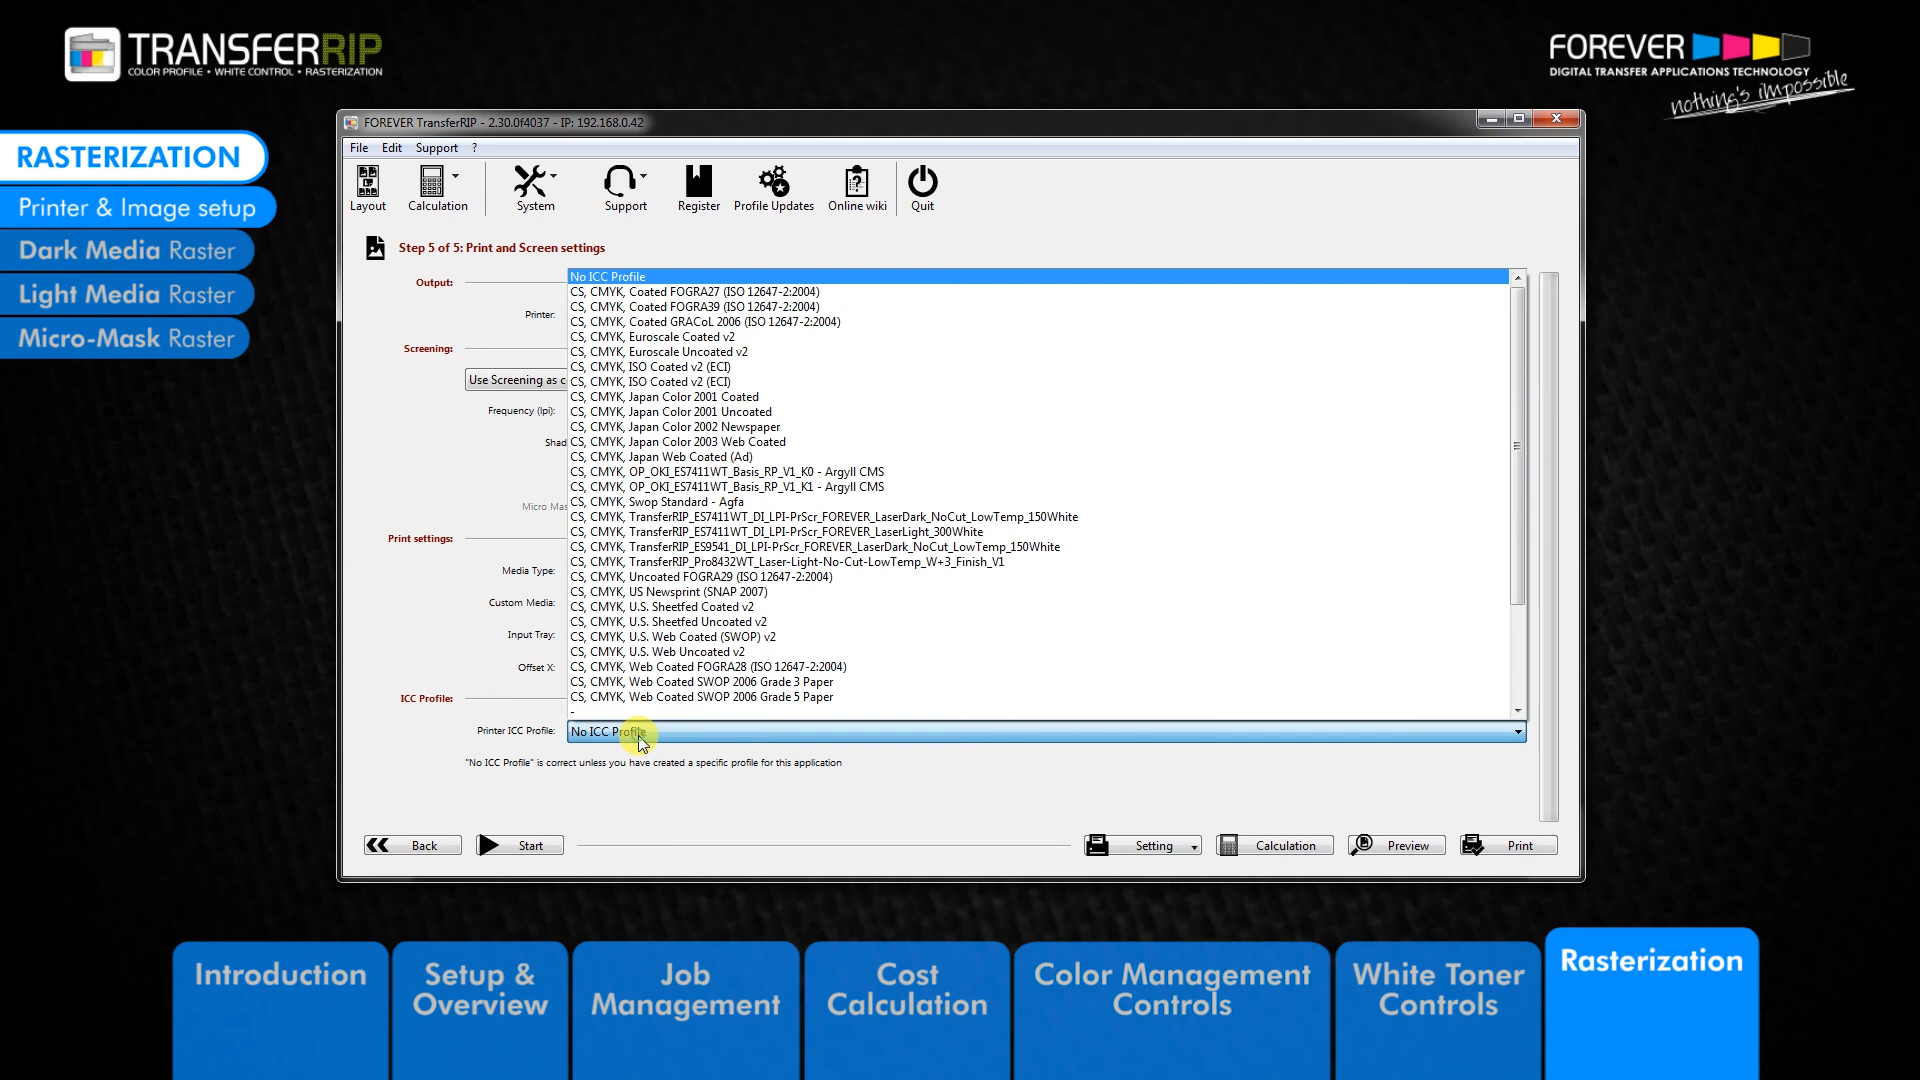 TRANSFERRIP
COLOR PROFILE • WHITE CONTROL • RASTERIZATION
FOREVER
DIGITAL TRANSFER APPLICATIONS TECHNOLOGY
nothing's impossible
RASTERIZATION
Printer & Image setup
Dark Media Raster
Light Media Raster
Micro-Mask Raster
FOREVER TransferRIP - 2.30.0f4037 - IP: 192.168.0.42
File Edit Support ?
Layout Calculation System Support Register Profile Updates Online wiki Quit
Step 5 of 5: Print and Screen settings
Output:
Printer:
Screening:
Use Screening as c
Frequency (lpi):
Shad
Micro Mas
Print settings:
Media Type:
Custom Media:
Input Tray:
Offset X:
ICC Profile:
No ICC Profile
CS, CMYK, Coated FOGRA27 (ISO 12647-2:2004)
CS, CMYK, Coated FOGRA39 (ISO 12647-2:2004)
CS, CMYK, Coated GRACoL 2006 (ISO 12647-2:2004)
CS, CMYK, Euroscale Coated v2
CS, CMYK, Euroscale Uncoated v2
CS, CMYK, ISO Coated v2 (ECI)
CS, CMYK, ISO Coated v2 (ECI)
CS, CMYK, Japan Color 2001 Coated
CS, CMYK, Japan Color 2001 Uncoated
CS, CMYK, Japan Color 2002 Newspaper
CS, CMYK, Japan Color 2003 Web Coated
CS, CMYK, Japan Web Coated (Ad)
CS, CMYK, OP_OKI_ES7411WT_Basis_RP_V1_K0 - Argyll CMS
CS, CMYK, OP_OKI_ES7411WT_Basis_RP_V1_K1 - Argyll CMS
CS, CMYK, Swop Standard - Agfa
CS, CMYK, TransferRIP_ES7411WT_DI_LPI-PrScr_FOREVER_LaserDark_NoCut_LowTemp_150White
CS, CMYK, TransferRIP_ES7411WT_DI_LPI-PrScr_FOREVER_LaserLight_300White
CS, CMYK, TransferRIP_ES9541_DI_LPI-PrScr_FOREVER_LaserDark_NoCut_LowTemp_150White
CS, CMYK, TransferRIP_Pro8432WT_Laser-Light-No-Cut-LowTemp_W+3_Finish_V1
CS, CMYK, Uncoated FOGRA29 (ISO 12647-2:2004)
CS, CMYK, US Newsprint (SNAP 2007)
CS, CMYK, U.S. Sheetfed Coated v2
CS, CMYK, U.S. Sheetfed Uncoated v2
CS, CMYK, U.S. Web Coated (SWOP) v2
CS, CMYK, U.S. Web Uncoated v2
CS, CMYK, Web Coated FOGRA28 (ISO 12647-2:2004)
CS, CMYK, Web Coated SWOP 2006 Grade 3 Paper
CS, CMYK, Web Coated SWOP 2006 Grade 5 Paper
-
Printer ICC Profile: No ICC Profile
"No ICC Profile" is correct unless you have created a specific profile for this application
Back Start Setting Calculation Preview Print
Introduction
Setup &
Overview
Job
Management
Cost
Calculation
Color Management
Controls
White Toner
Controls
Rasterization